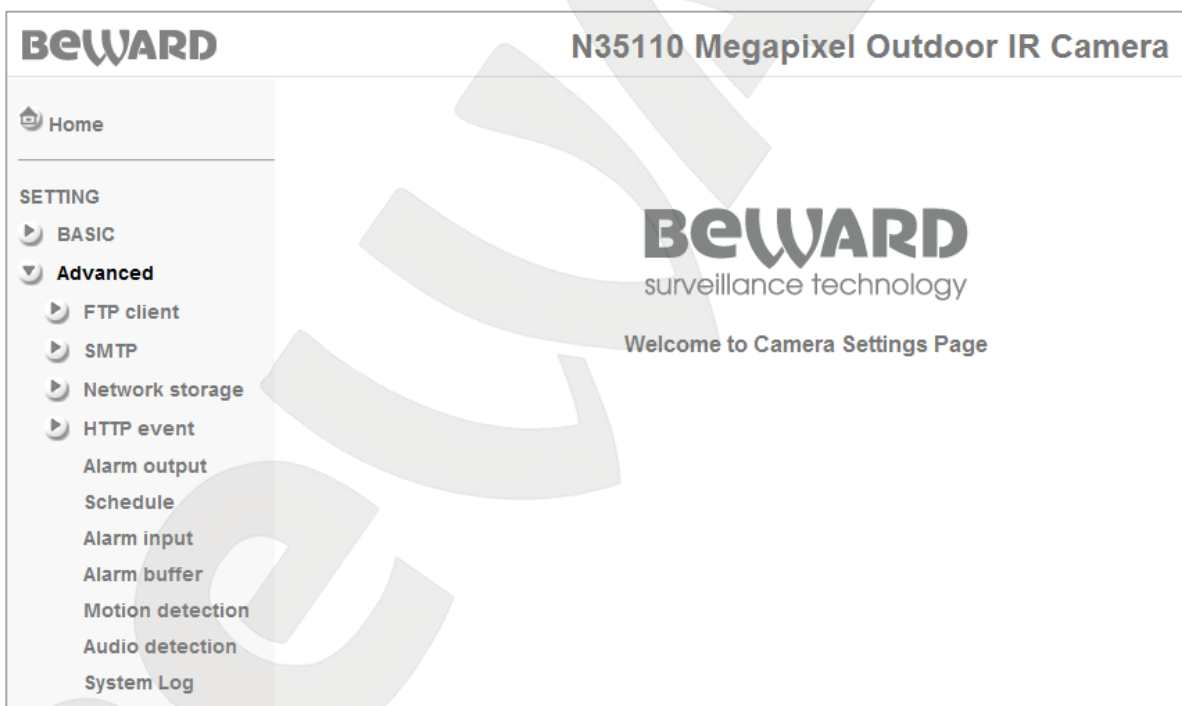 BEWARD
N35110 Megapixel Outdoor IR Camera
Home
SETTING
BASIC
Advanced
FTP client
SMTP
Network storage
HTTP event
Alarm output
Schedule
Alarm input
Alarm buffer
Motion detection
Audio detection
System Log
BEWARD
surveillance technology
Welcome to Camera Settings Page